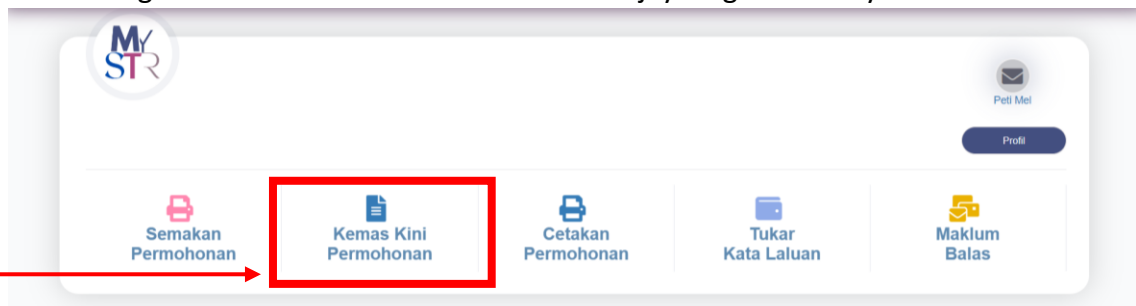 MY
STR
Peti Mel
Profil
Semakan
Permohonan
Kemas Kini
Permohonan
Cetakan
Permohonan
Tukar
Kata Laluan
Maklum
Balas